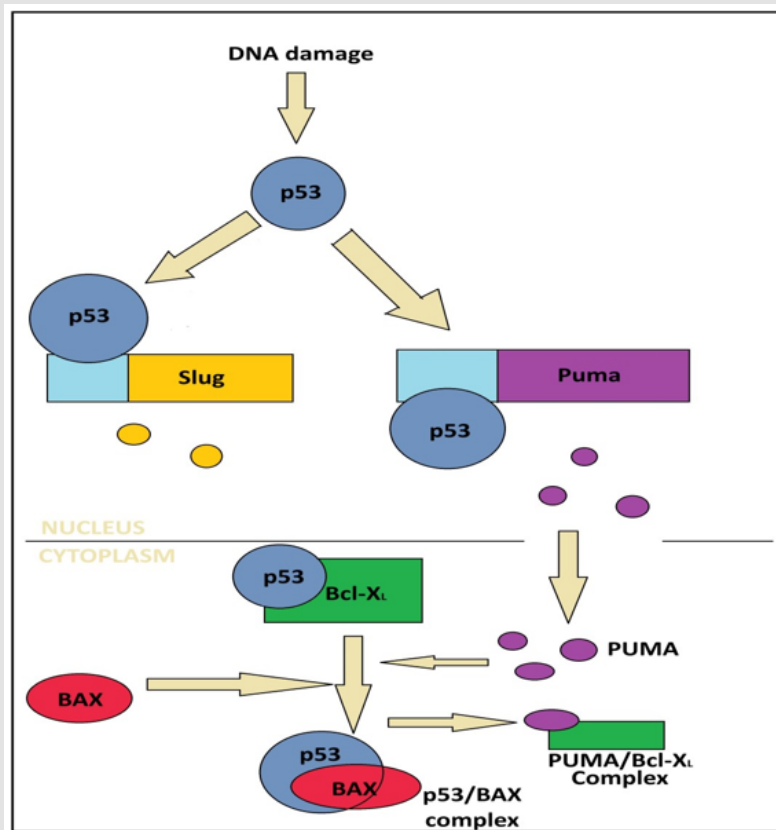 DNA damage
p53
p53
Slug
Puma
p53
NUCLEUS
CYTOPLASM
p53
Bcl-XL
PUMA
BAX
PUMA/Bcl-XL
Complex
p53
BAX
p53/BAX
complex